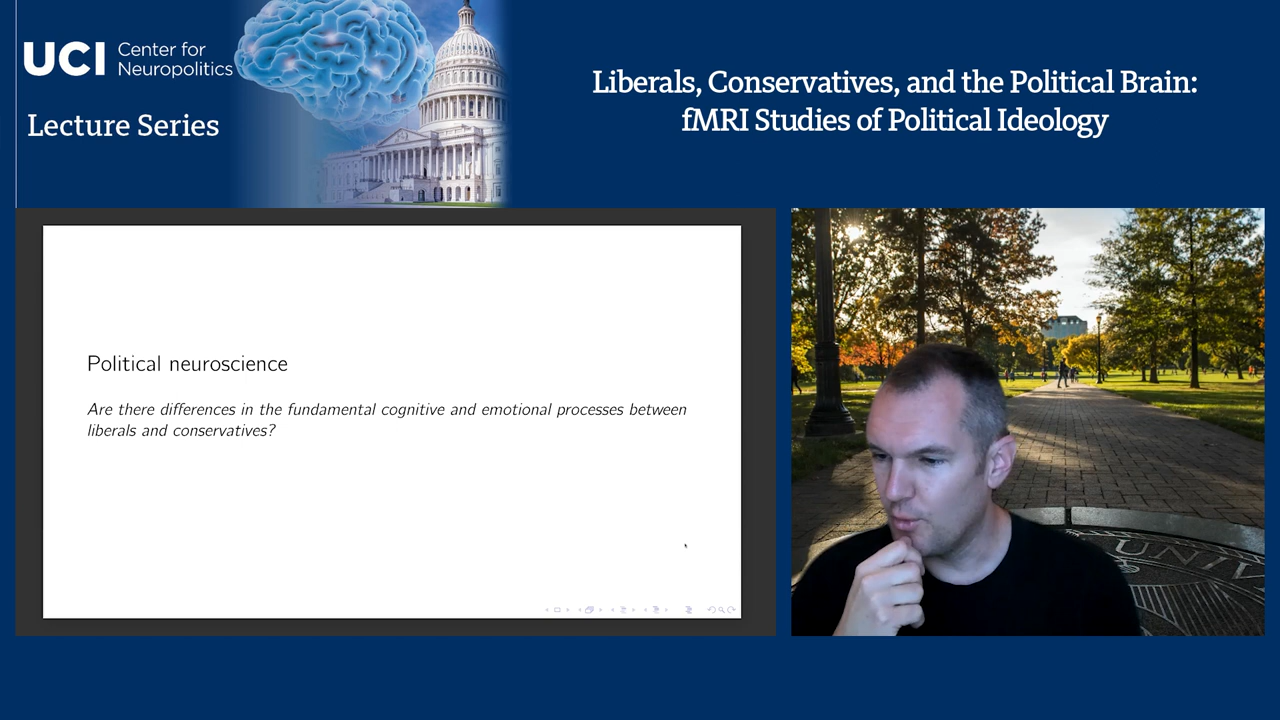 UCI Center for
Neuropolitics
Lecture Series
Liberals, Conservatives, and the Political Brain:
fMRI Studies of Political Ideology
Political neuroscience
Are there differences in the fundamental cognitive and emotional processes between
liberals and conservatives?
UNIV